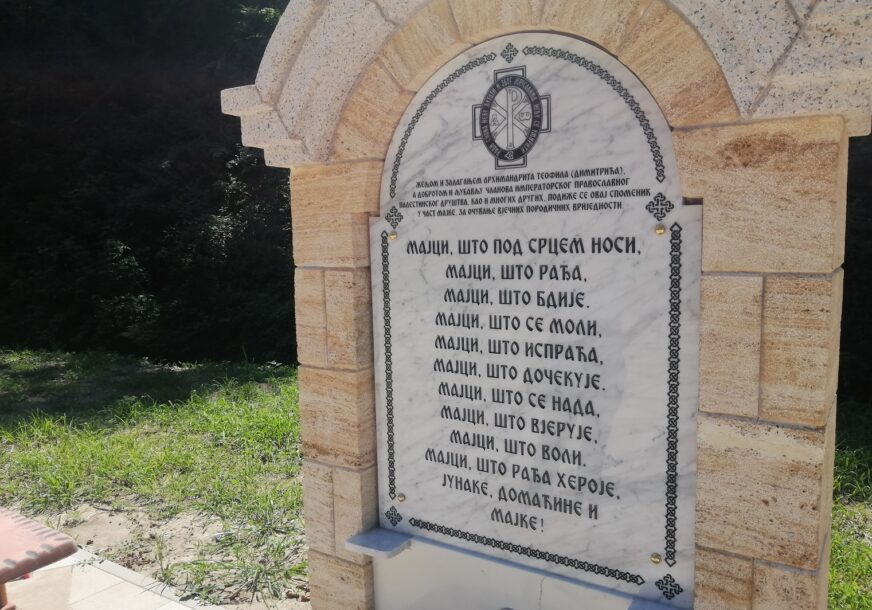 ЖЕЉОМ И ЗАЛАГАЊЕМ АРХИМАНДРИТА ТЕОФИЛА (ДИМИТРИЋА),
А ДОБРОТОМ И ЉУБАВЉУ ЧЛАНОВА ИМПЕРАТОРСКОГ ПРАВОСЛАВНОГ
ПАЛЕСТИНСКОГ ДРУШТВА, КАО И МНОГИХ ДРУГИХ, ПОДИЖЕ СЕ ОВАЈ СПОМЕНИК
У ЧАСТ МАЈКЕ, ЗА ОЧУВАЊЕ ВЈЕЧНИХ ПОРОДИЧНИХ ВРИЈЕДНОСТИ.
МАЈЦИ, ШТО ПОД СРЦЕМ НОСИ,
МАЈЦИ, ШТО РАЂА,
МАЈЦИ, ШТО БДИЈЕ.
МАЈЦИ, ШТО СЕ МОЛИ,
МАЈЦИ, ШТО ИСПРАЋА,
МАЈЦИ, ШТО ДОЧЕКУЈЕ.
МАЈЦИ, ШТО СЕ НАДА,
МАЈЦИ, ШТО ВЈЕРУЈЕ,
МАЈЦИ, ШТО ВОЛИ.
МАЈЦИ, ШТО РАЂА ХЕРОЈЕ,
ЈУНАКЕ, ДОМАЋИНЕ И
МАЈКЕ!